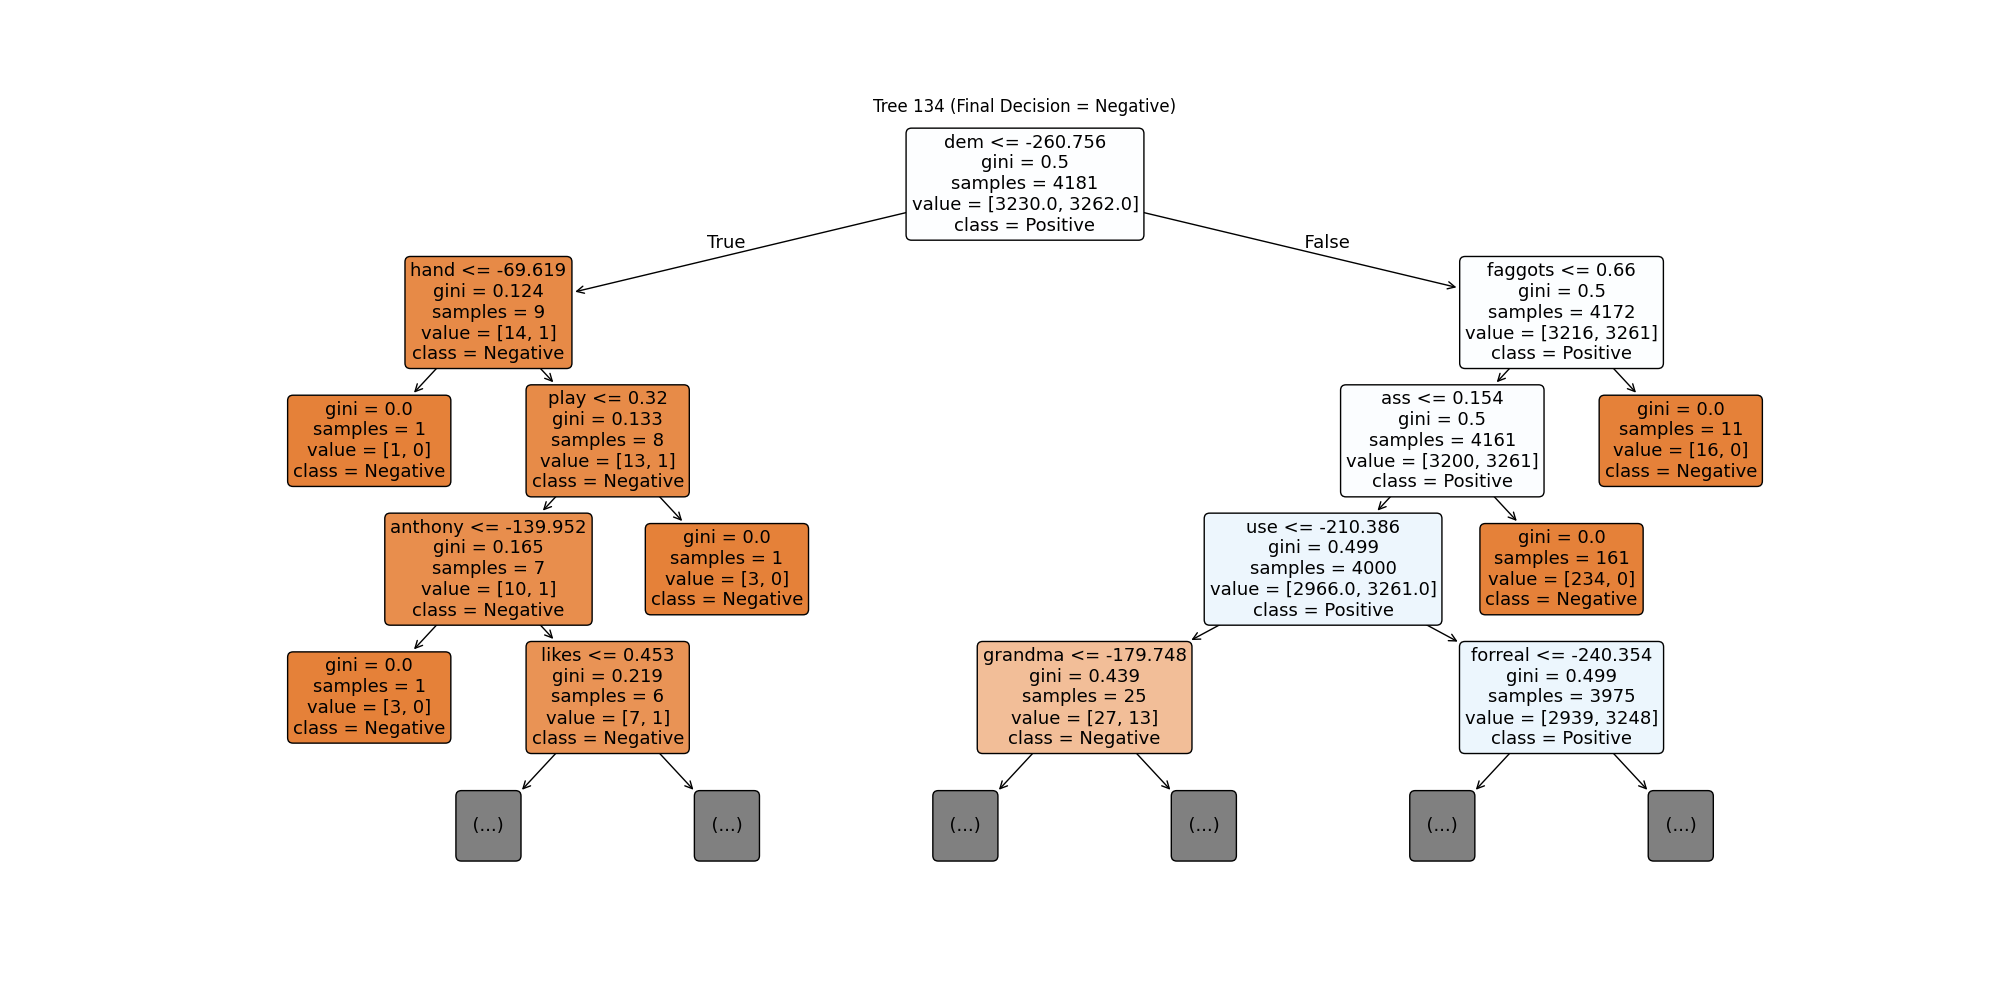 Tree 134 (Final Decision = Negative)
dem <= -260.756
gini = 0.5
samples = 4181
value = [3230.0, 3262.0]
class = Positive
True
False
hand <= -69.619
gini = 0.124
samples = 9
value = [14, 1]
class = Negative
faggots <= 0.66
gini = 0.5
samples = 4172
value = [3216, 3261]
class = Positive
gini = 0.0
samples = 1
value = [1, 0]
class = Negative
play <= 0.32
gini = 0.133
samples = 8
value = [13, 1]
class = Negative
ass <= 0.154
gini = 0.5
samples = 4161
value = [3200, 3261]
class = Positive
gini = 0.0
samples = 11
value = [16, 0]
class = Negative
anthony <= -139.952
gini = 0.165
samples = 7
value = [10, 1]
class = Negative
gini = 0.0
samples = 1
value = [3, 0]
class = Negative
use <= -210.386
gini = 0.499
samples = 4000
value = [2966.0, 3261.0]
class = Positive
gini = 0.0
samples = 161
value = [234, 0]
class = Negative
gini = 0.0
samples = 1
value = [3, 0]
class = Negative
likes <= 0.453
gini = 0.219
samples = 6
value = [7, 1]
class = Negative
grandma <= -179.748
gini = 0.439
samples = 25
value = [27, 13]
class = Negative
forreal <= -240.354
gini = 0.499
samples = 3975
value = [2939, 3248]
class = Positive
(...)
(...)
(...)
(...)
(...)
(...)